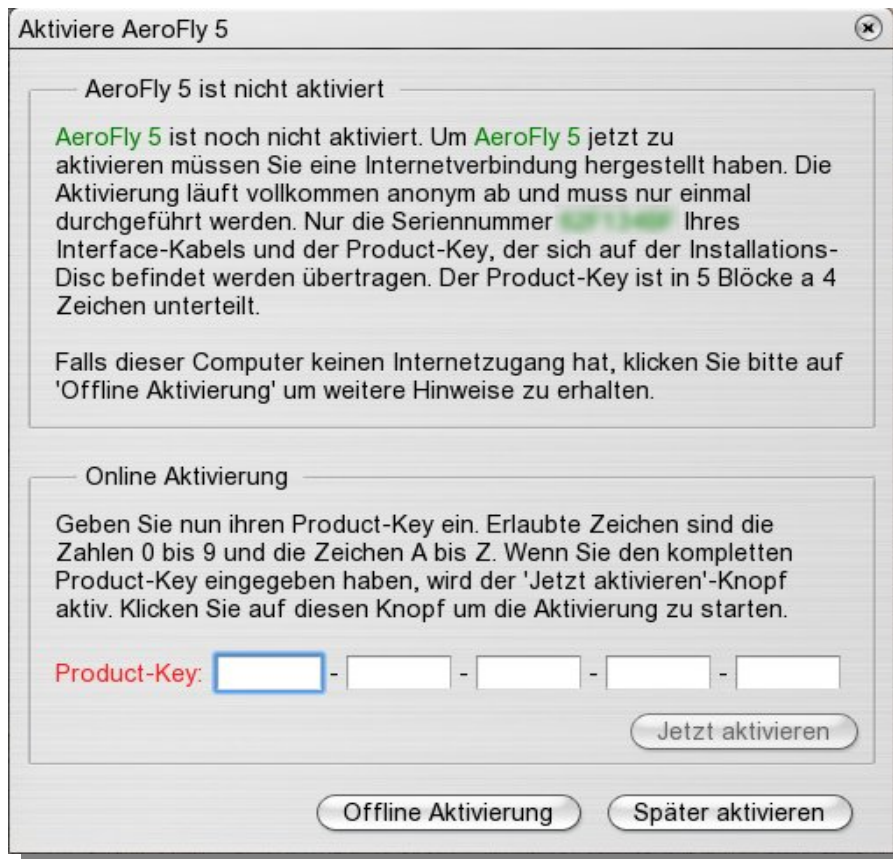 Aktiviere AeroFly 5
AeroFly 5 ist nicht aktiviert
AeroFly 5 ist noch nicht aktiviert. Um AeroFly 5 jetzt zu
aktivieren müssen Sie eine Internetverbindung hergestellt haben. Die
Aktivierung läuft vollkommen anonym ab und muss nur einmal
durchgeführt werden. Nur die Seriennummer Ihres
Interface-Kabels und der Product-Key, der sich auf der Installations-
Disc befindet werden übertragen. Der Product-Key ist in 5 Blöcke a 4
Zeichen unterteilt.
Falls dieser Computer keinen Internetzugang hat, klicken Sie bitte auf
'Offline Aktivierung' um weitere Hinweise zu erhalten.
Online Aktivierung
Geben Sie nun ihren Product-Key ein. Erlaubte Zeichen sind die
Zahlen 0 bis 9 und die Zeichen A bis Z. Wenn Sie den kompletten
Product-Key eingegeben haben, wird der 'Jetzt aktivieren'-Knopf
aktiv. Klicken Sie auf diesen Knopf um die Aktivierung zu starten.
Product-Key: - - - -
Jetzt aktivieren
Offline Aktivierung Später aktivieren